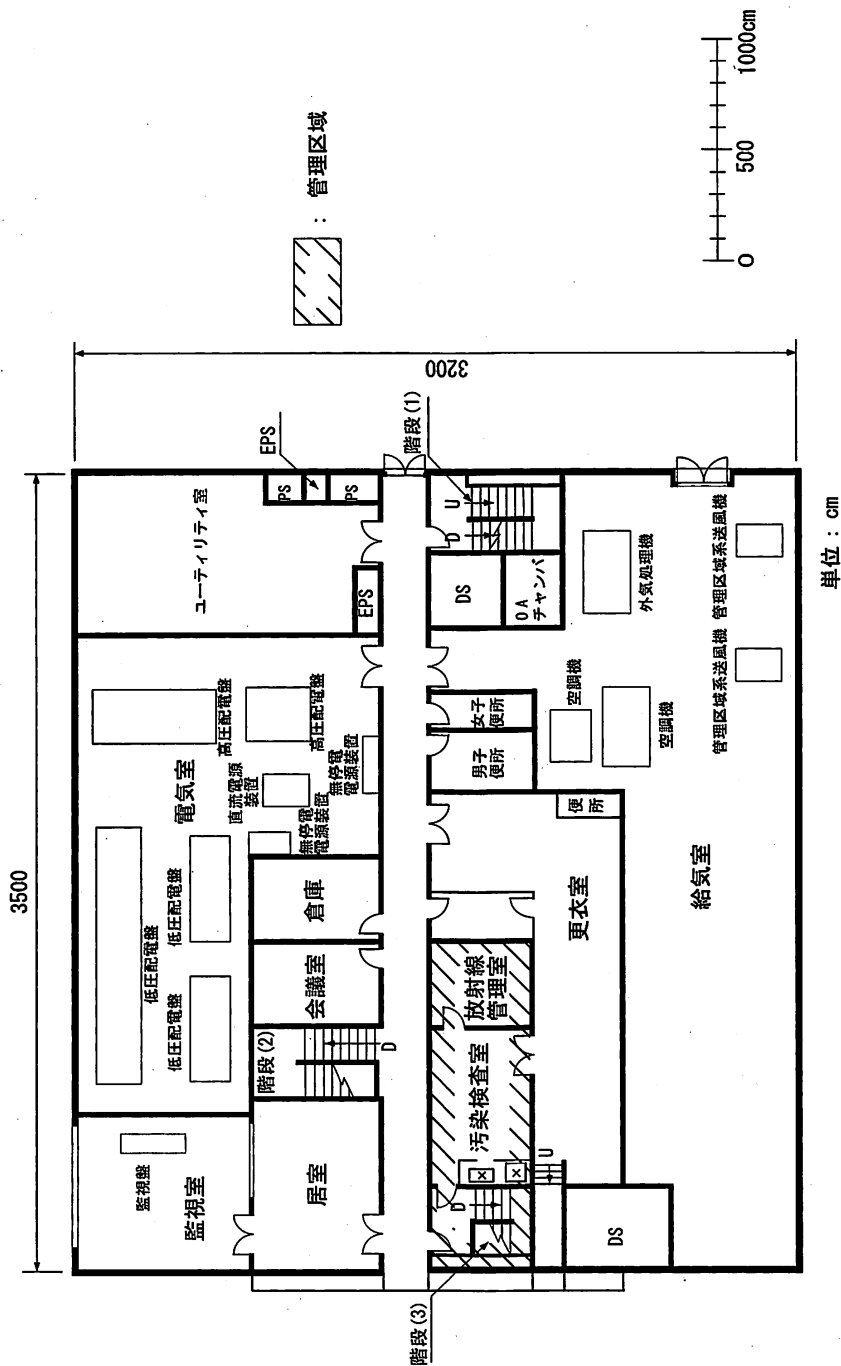 3500
監視盤
監視室
低圧配電盤
低圧配電盤
低圧配電盤
電気室
直流電源
装置
高圧配電盤
高圧配電盤
無停電
電源装置
無停電
電源装置
ユーティリティ室
PS
EPS
PS
EPS
居室
階段(2)
D
会議室
倉庫
階段(3)
D
汚染検査室
放射線
管理室
U
更衣室
便
所
男子
便所
女子
便所
DS
OA
チャンバ
D
U
階段(1)
DS
給気室
空調機
空調機
外気処理機
管理区域系送風機
管理区域系送風機
3200
: 管理区域
0
500
1000cm
単位：cm